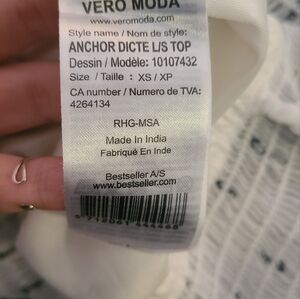 VERO MODA
www.veromoda.com
Style name / Nom de style:
ANCHOR DICTE L/S TOP
Dessin / Modèle: 10107432
Size / Taille : XS / XP
CA number / Numero de TVA:
4264134
RHG-MSA
Made In India
Fabriqué En Inde
Bestseller A/S
www.bestseller.com